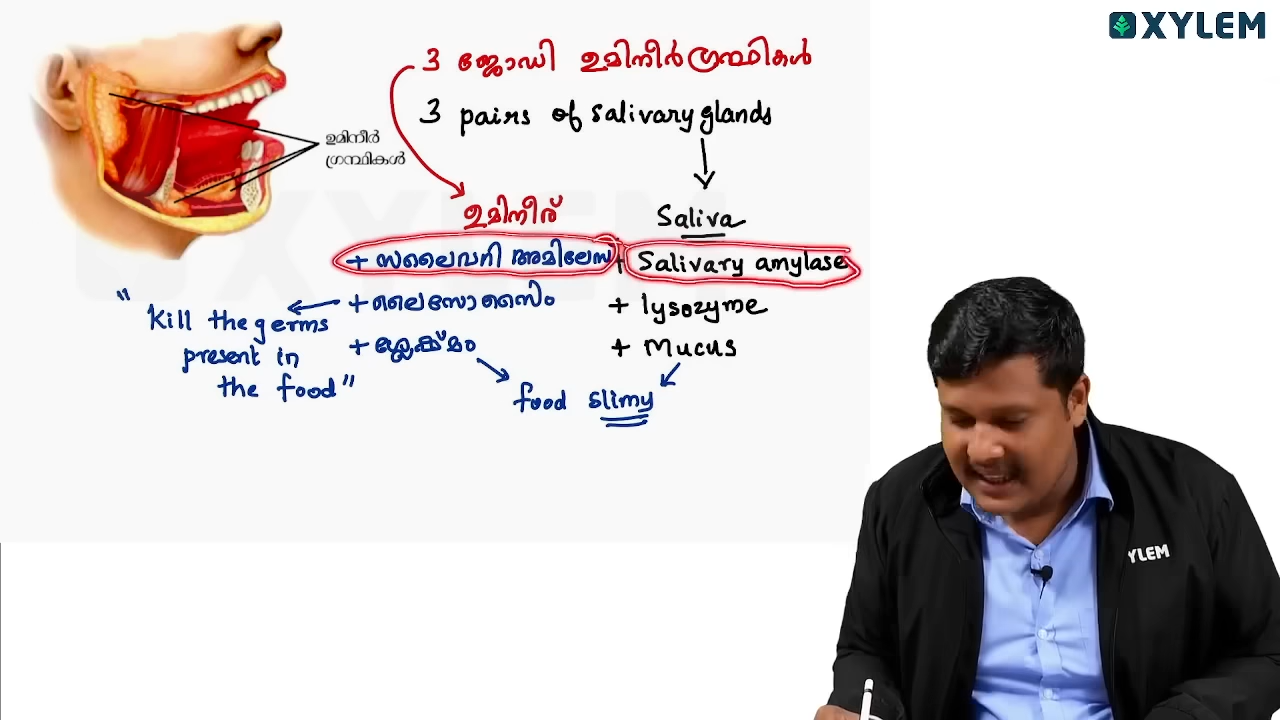 XYLEM
3 ജോഡി ഉമിനീർഗ്രന്ഥികൾ
3 pairs of salivary glands
ഉമിനീർ
ഗ്രന്ഥികൾ
ഉമിനീര് Saliva
+ സലൈവറി അമിലേസ് + Salivary amylase
+ ലൈസോസൈം + lysozyme
"Kill the germs
present in
the food"
+ ശ്ലേഷ്മം + Mucus
food slimy
YLEM